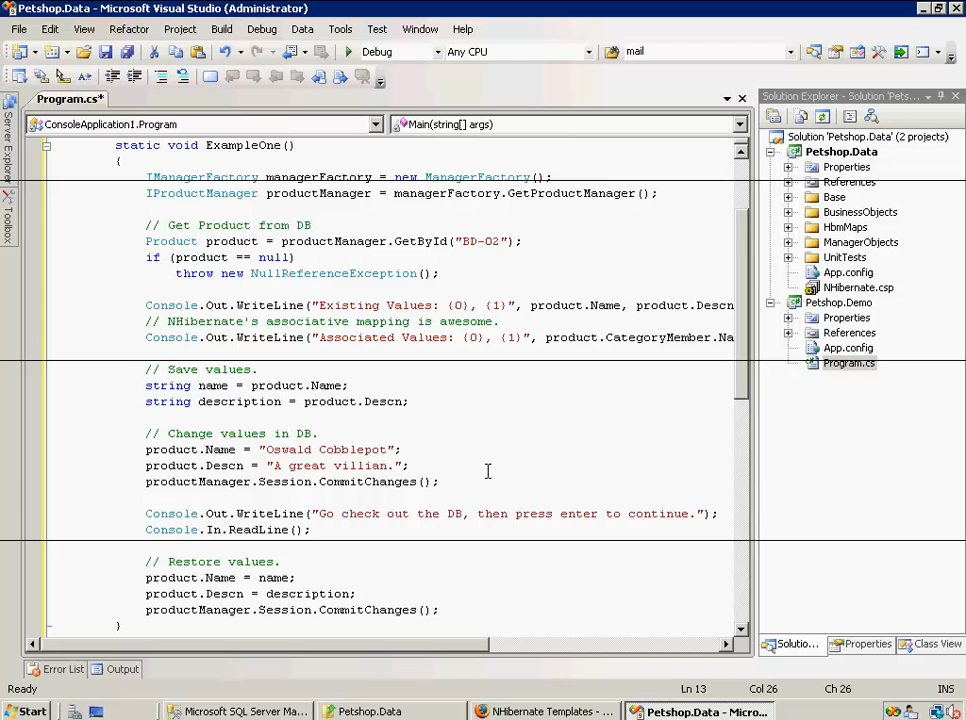 Petshop.Data - Microsoft Visual Studio (Administrator)
File Edit View Refactor Project Build Debug Data Tools Test Window Help
Debug Any CPU mail
Program.cs*
ConsoleApplication1.Program Main(string[] args)
static void ExampleOne()
{
IManagerFactory managerFactory = new ManagerFactory();
IProductManager productManager = managerFactory.GetProductManager();
// Get Product from DB
Product product = productManager.GetById("BD-02");
if (product == null)
throw new NullReferenceException();
Console.Out.WriteLine("Existing Values: {0}, {1}", product.Name, product.Descn
// NHibernate's associative mapping is awesome.
Console.Out.WriteLine("Associated Values: {0}, {1}", product.CategoryMember.Na
// Save values.
string name = product.Name;
string description = product.Descn;
// Change values in DB.
product.Name = "Oswald Cobblepot";
product.Descn = "A great villian.";
productManager.Session.CommitChanges();
Console.Out.WriteLine("Go check out the DB, then press enter to continue.");
Console.In.ReadLine();
// Restore values.
product.Name = name;
product.Descn = description;
productManager.Session.CommitChanges();
}
Server Explorer
Toolbox
Solution Explorer - Solution 'Pets...
Solution 'Petshop.Data' (2 projects)
Petshop.Data
Properties
References
Base
BusinessObjects
HbmMaps
ManagerObjects
UnitTests
App.config
NHibernate.csp
Petshop.Demo
Properties
References
App.config
Program.cs
Solutio... Properties Class View
Error List Output
Ready Ln 13 Col 26 Ch 26 INS
Start Microsoft SQL Server Ma... Petshop.Data NHibernate Templates - ... Petshop.Data - Micro...